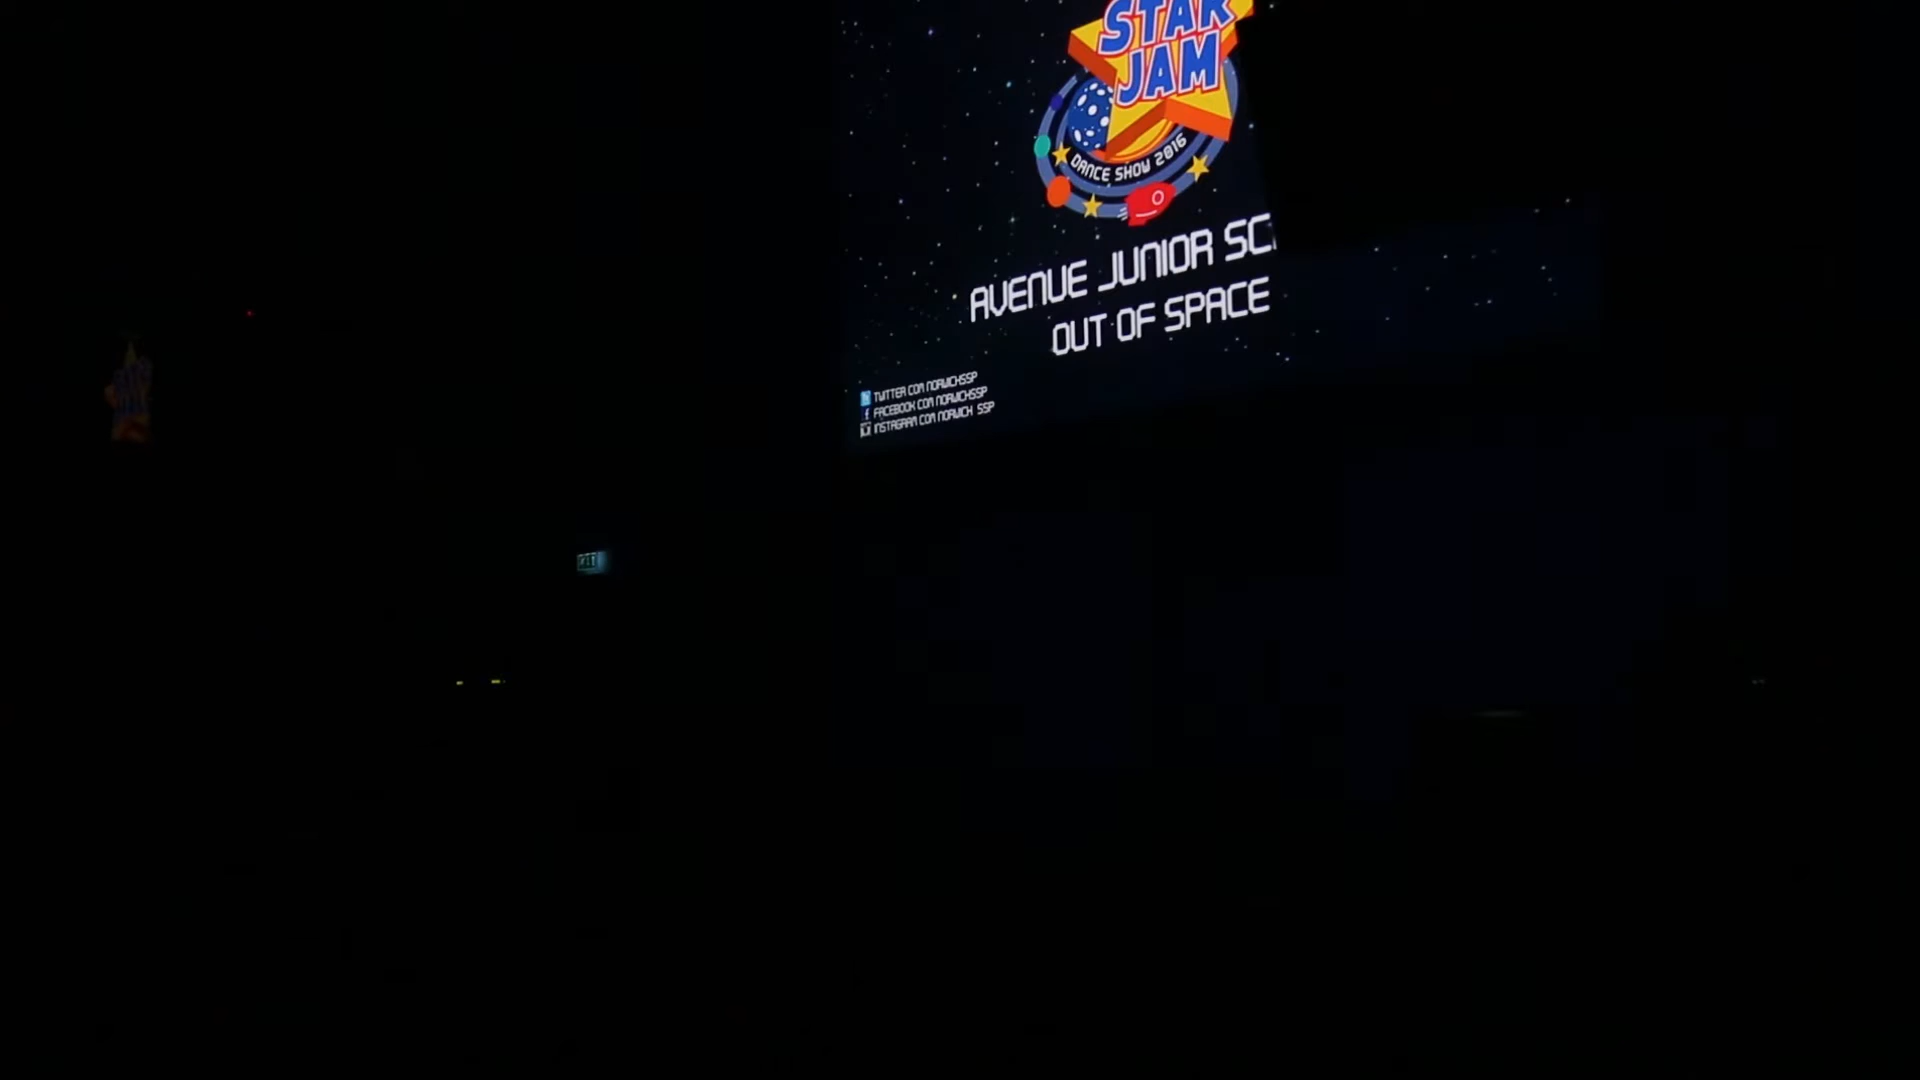 STAR
JAM
DANCE SHOW 2016
AVENUE JUNIOR SC
OUT OF SPACE
TWITTER COM NORWICHSSP
FACEBOOK COM NORWICHSSP
INSTAGRAM COM NORWICH SSP